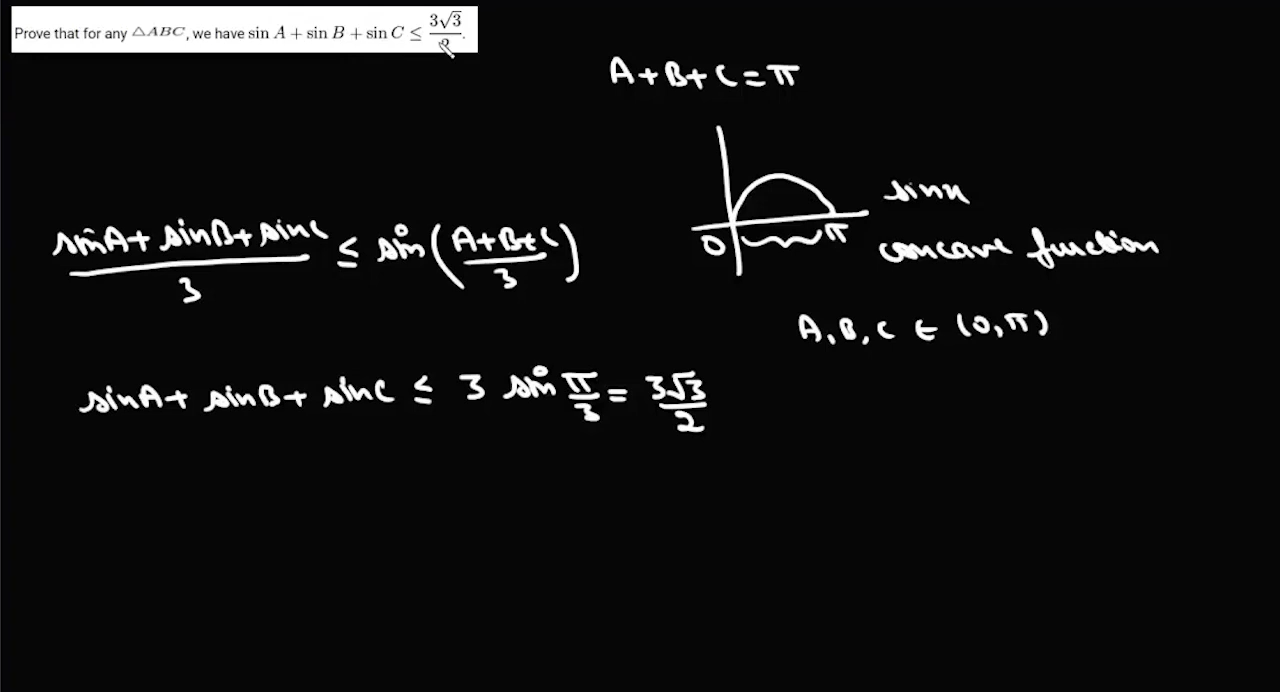 Prove that for any △ABC, we have sin A + sin B + sin C ≤ 3√3/2.
A+B+C=π
sinx
0 π
concave function
(sinA+ sinB+ sinC)/3 ≤ sin((A+B+C)/3)
A,B,C ∈ (0,π)
sinA+ sinB+ sinC ≤ 3 sin π/3 = 3√3/2